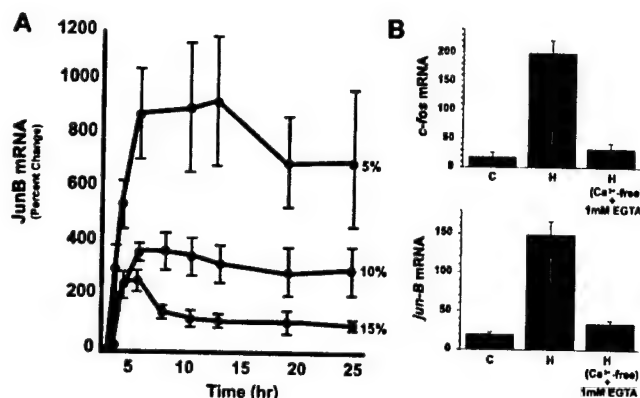 A
JunB mRNA
(Percent Change)
1200
1000
800
600
400
200
0
5%
10%
15%
5
10
15
20
25
Time (hr)
B
c-fos mRNA
200
150
100
50
0
C
H
H
(Ca²⁺-free)
+
1mM EGTA
jun-B mRNA
150
100
50
0
C
H
H
(Ca²⁺-free)
+
1mM EGTA